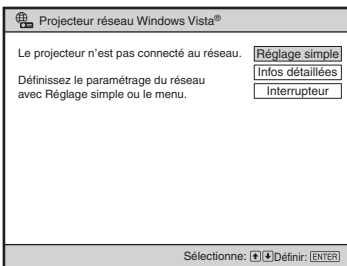 Projecteur réseau Windows Vista®
Le projecteur n'est pas connecté au réseau.
Définissez le paramétrage du réseau
avec Réglage simple ou le menu.
Réglage simple
Infos détaillées
Interrupteur
Sélectionne: ↑ ↓ Définir: ENTER